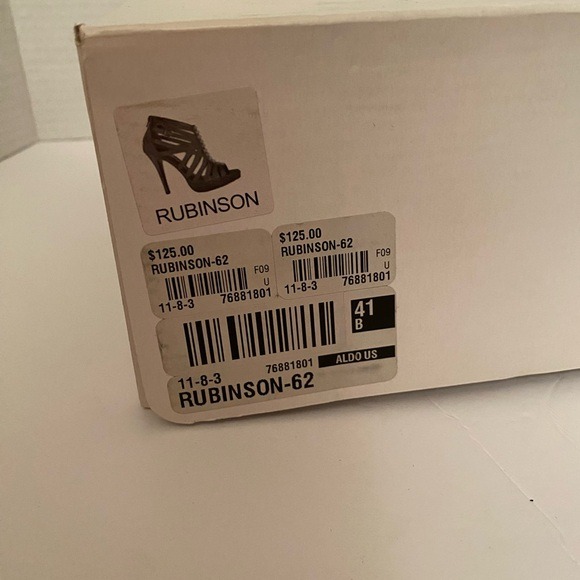 RUBINSON
$125.00
RUBINSON-62
F09
U
11-8-3 76881801
$125.00
RUBINSON-62
F09
U
11-8-3 76881801
41
B
76881801 ALDO US
11-8-3
RUBINSON-62